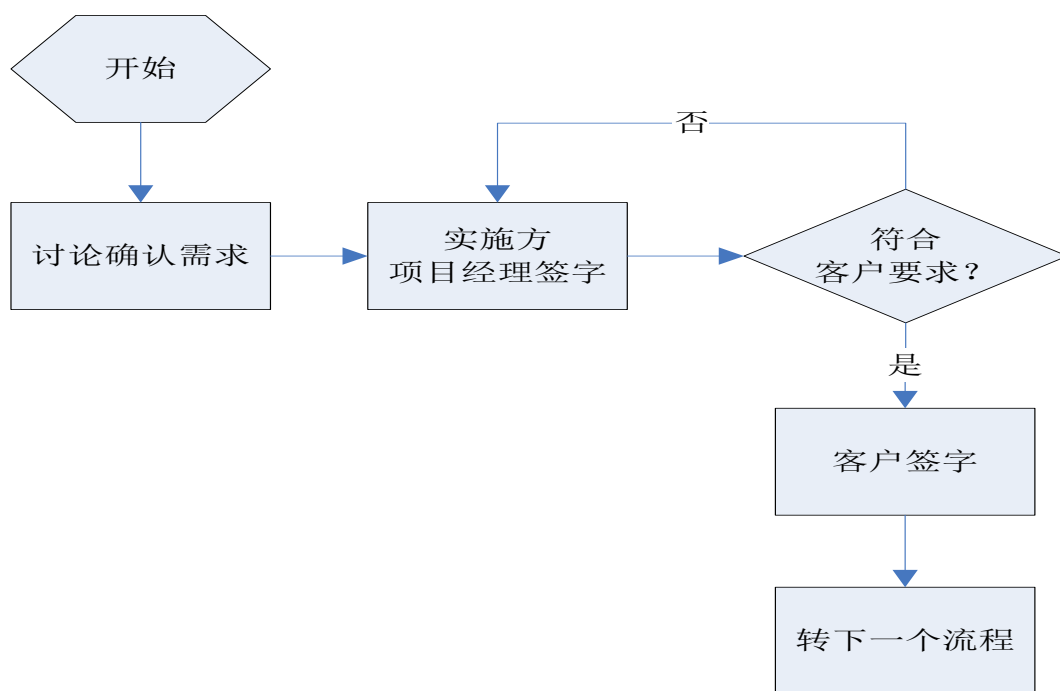 开始
否
讨论确认需求
实施方
项目经理签字
符合
客户要求？
是
客户签字
转下一个流程